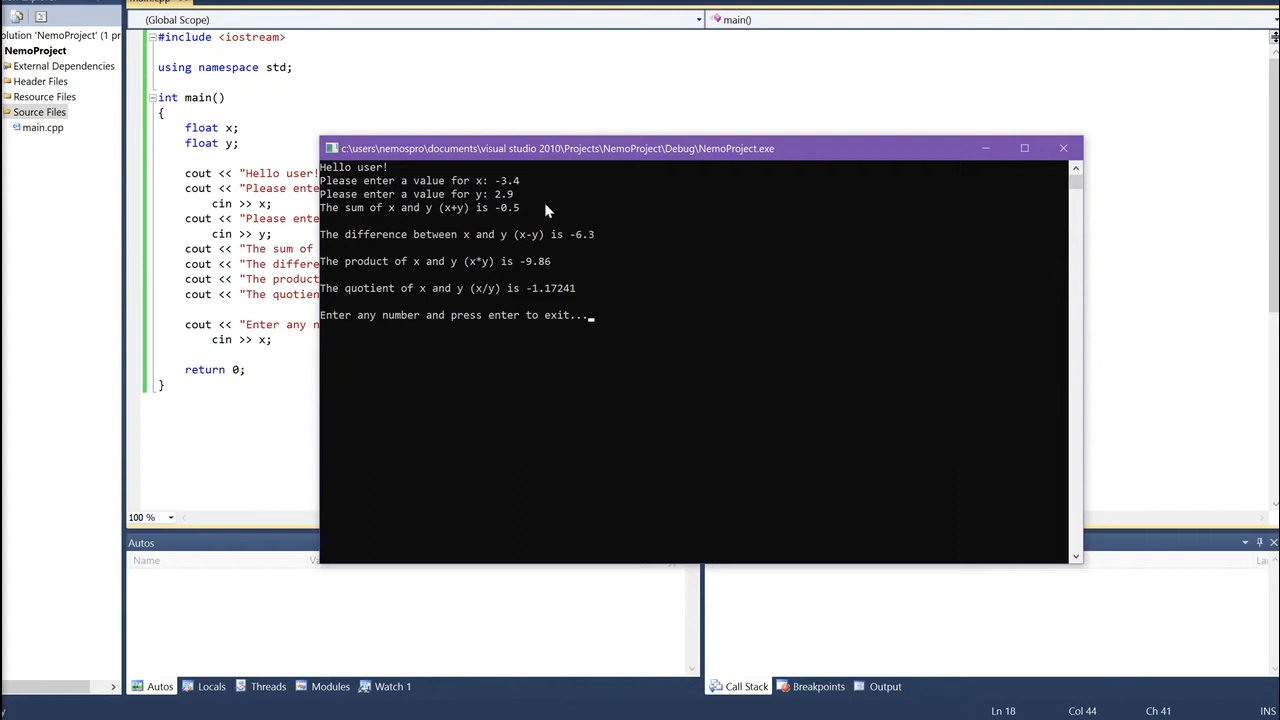 main.cpp
(Global Scope)
main()
olution 'NemoProject' (1 pr
NemoProject
External Dependencies
Header Files
Resource Files
Source Files
main.cpp
#include <iostream>
using namespace std;
int main()
{
float x;
float y;
cout << "Hello user!
cout << "Please ente
cin >> x;
cout << "Please ente
cin >> y;
cout << "The sum of
cout << "The differe
cout << "The product
cout << "The quotien
cout << "Enter any n
cin >> x;
return 0;
}
c:\users\nemospro\documents\visual studio 2010\Projects\NemoProject\Debug\NemoProject.exe
Hello user!
Please enter a value for x: -3.4
Please enter a value for y: 2.9
The sum of x and y (x+y) is -0.5
The difference between x and y (x-y) is -6.3
The product of x and y (x*y) is -9.86
The quotient of x and y (x/y) is -1.17241
Enter any number and press enter to exit..._
100 %
Autos
Name
Va
La
Autos
Locals
Threads
Modules
Watch 1
Call Stack
Breakpoints
Output
Ln 18
Col 44
Ch 41
INS